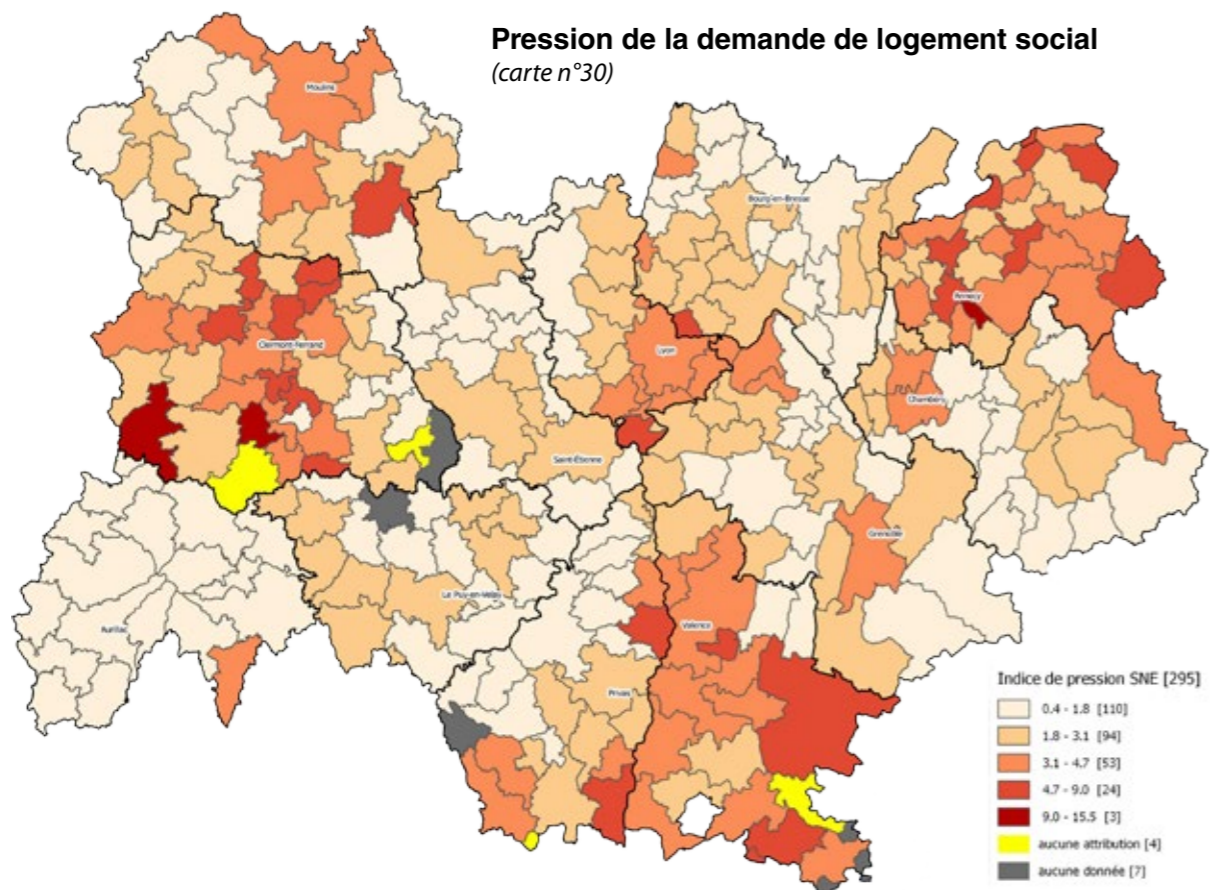 Pression de la demande de logement social
(carte n°30)
Moulins
Bourg-en-Bresse
Annecy
Clermont-Ferrand
Lyon
Chambéry
Saint-Étienne
Grenoble
Le Puy-en-Velay
Aurillac
Valence
Privas
Indice de pression SNE [295]
0.4 - 1.8 [110]
1.8 - 3.1 [94]
3.1 - 4.7 [53]
4.7 - 9.0 [24]
9.0 - 15.5 [3]
aucune attribution [4]
aucune donnée [7]